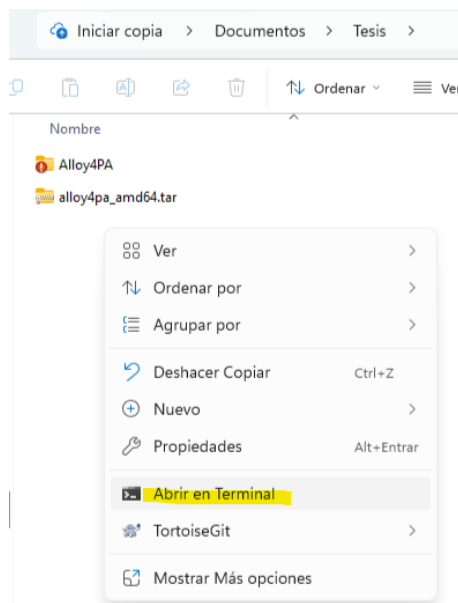 Iniciar copia > Documentos > Tesis >
Ordenar
Ver
Nombre
Alloy4PA
alloy4pa_amd64.tar
Ver
Ordenar por
Agrupar por
Deshacer Copiar Ctrl+Z
Nuevo
Propiedades Alt+Entrar
Abrir en Terminal
TortoiseGit
Mostrar Más opciones